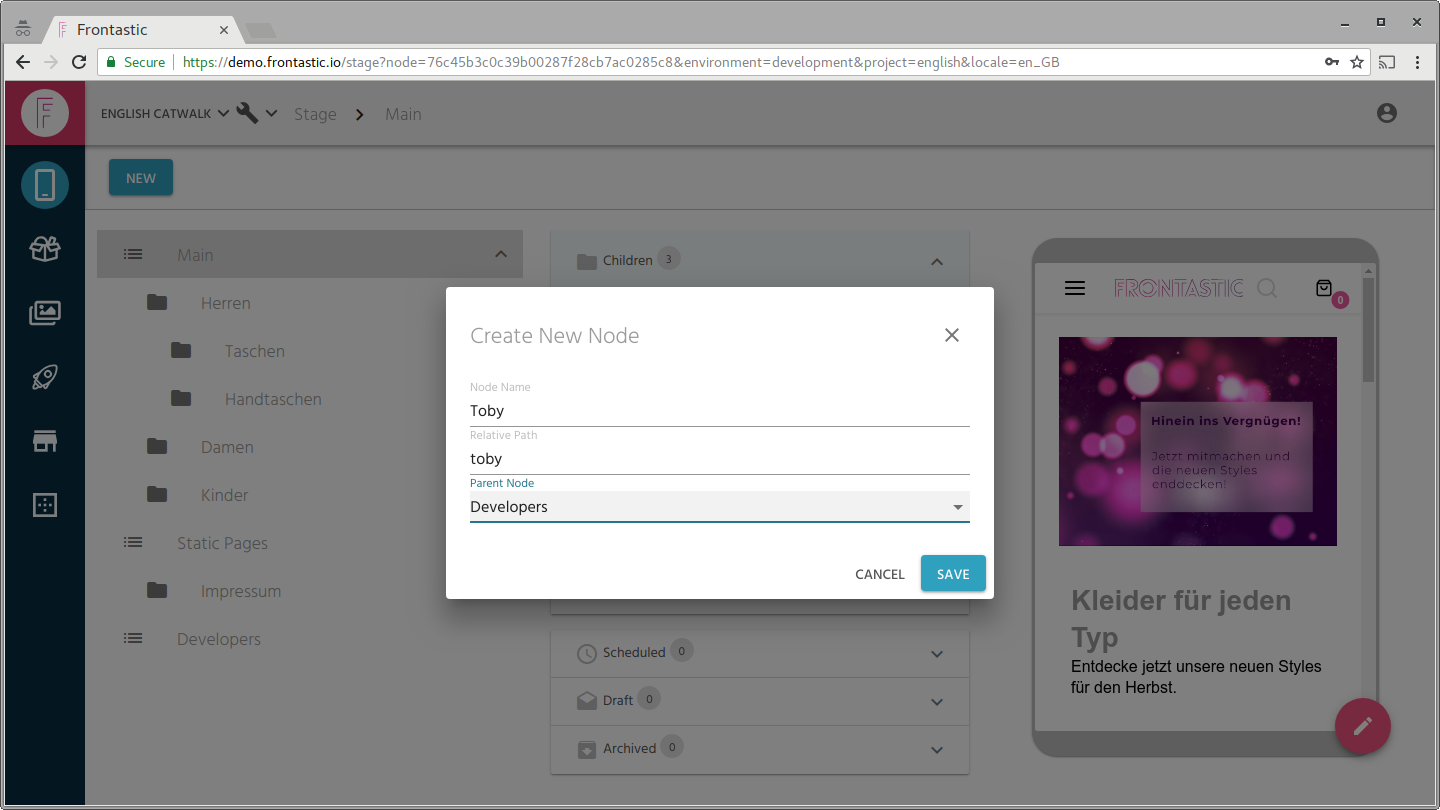 Frontastic
Secure https://demo.frontastic.io/stage?node=76c45b3c0c39b00287f28cb7ac0285c8&environment=development&project=english&locale=en_GB
ENGLISH CATWALK Stage Main
NEW
Main
Herren
Taschen
Handtaschen
Damen
Kinder
Static Pages
Impressum
Developers
Children 3
Create New Node
Node Name
Toby
Relative Path
toby
Parent Node
Developers
CANCEL SAVE
Scheduled 0
Draft 0
Archived 0
FRONTASTIC 0
Hinein ins Vergnügen!
Jetzt mitmachen und
die neuen Styles
enddecken!
Kleider für jeden
Typ
Entdecke jetzt unsere neuen Styles
für den Herbst.